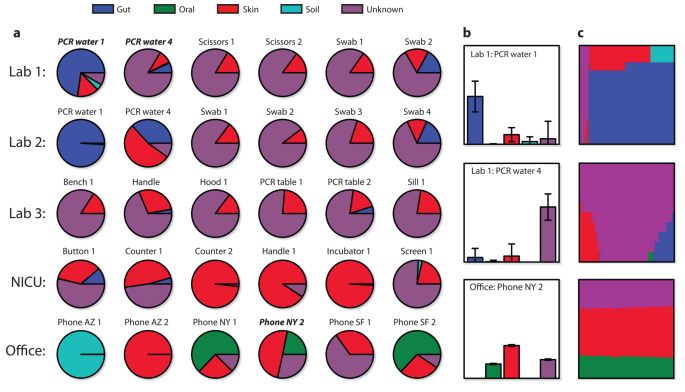 Gut Oral Skin Soil Unknown
a b c
PCR water 1 PCR water 4 Scissors 1 Scissors 2 Swab 1 Swab 2
Lab 1:
Lab 1: PCR water 1
PCR water 1 PCR water 4 Swab 1 Swab 2 Swab 3 Swab 4
Lab 2:
Lab 1: PCR water 4
Bench 1 Handle Hood 1 PCR table 1 PCR table 2 Sill 1
Lab 3:
Button 1 Counter 1 Counter 2 Handle 1 Incubator 1 Screen 1
NICU:
Office: Phone NY 2
Phone AZ 1 Phone AZ 2 Phone NY 1 Phone NY 2 Phone SF 1 Phone SF 2
Office: